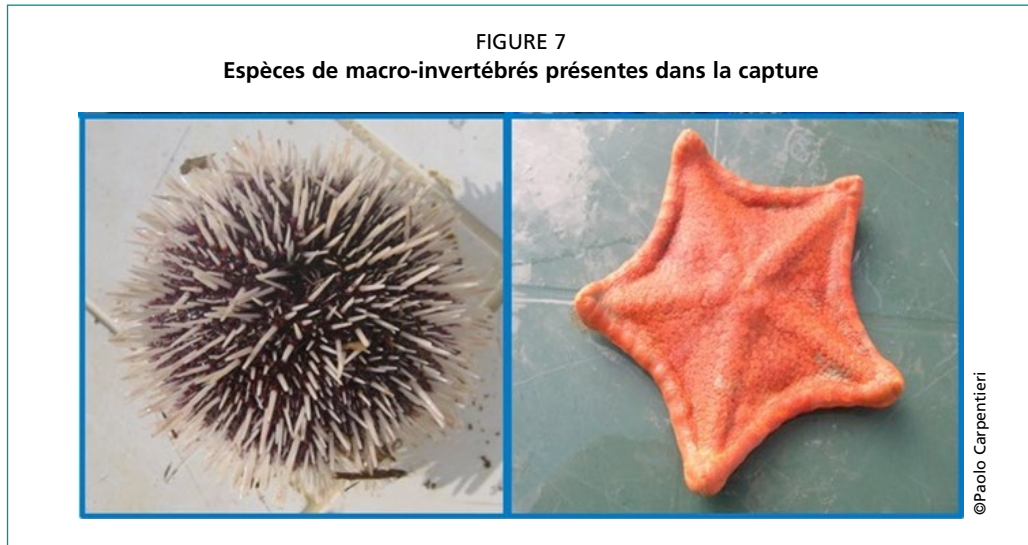 FIGURE 7
Espèces de macro-invertébrés présentes dans la capture
©Paolo Carpentieri